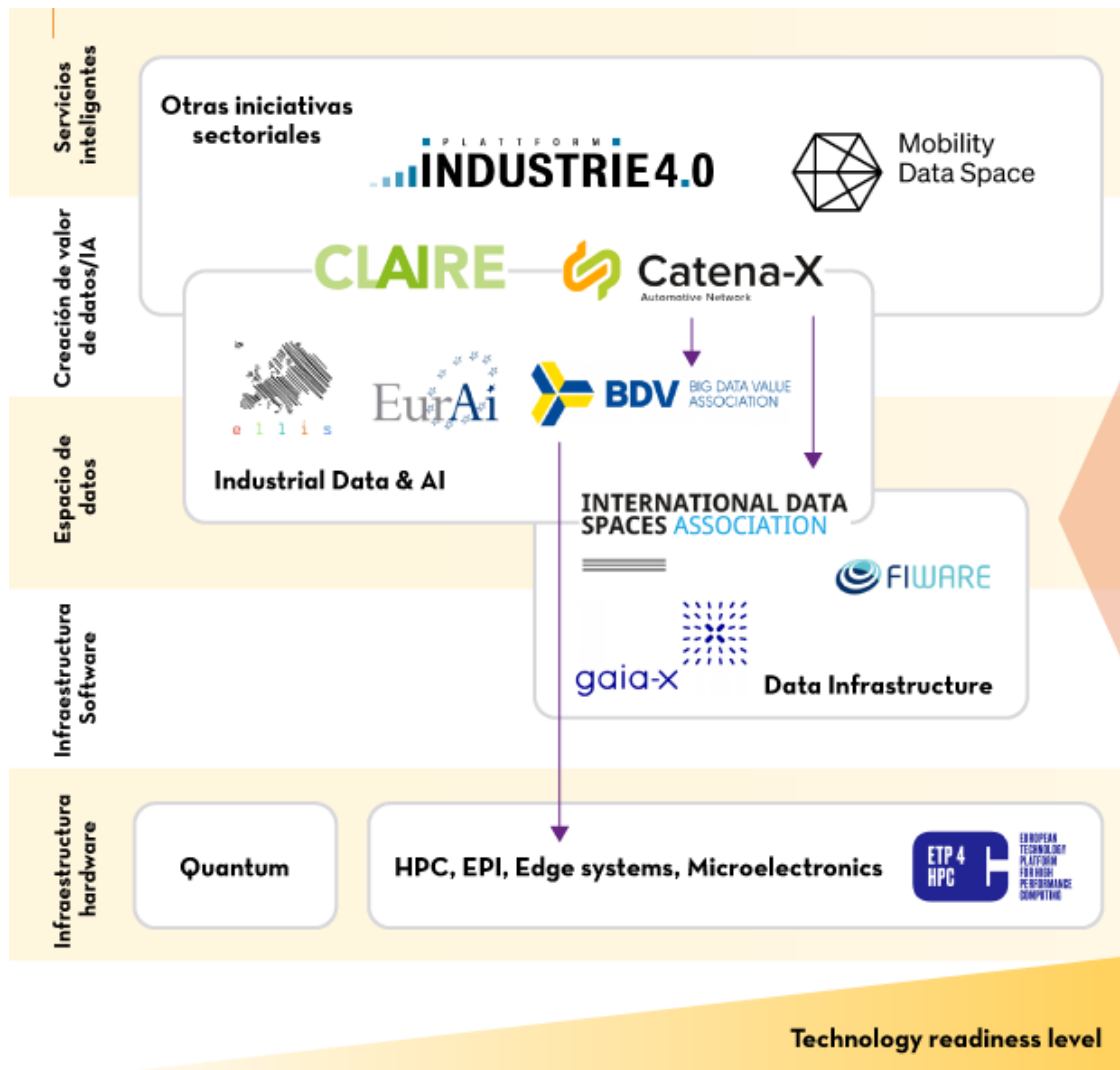 Servicios
inteligentes
Otras iniciativas
sectoriales
PLATTFORM
INDUSTRIE4.0
Mobility
Data Space
Creación de valor
de datos/IA
CLAIRE
Catena-X
Automotive Network
ellis
EurAi
BDV
BIG DATA VALUE
ASSOCIATION
Espacio de
datos
Industrial Data & AI
INTERNATIONAL DATA
SPACES ASSOCIATION
FIWARE
Infraestructura
Software
gaia-x
Data Infrastructure
Infraestructura
hardware
Quantum
HPC, EPI, Edge systems, Microelectronics
ETP 4
HPC
EUROPEAN
TECHNOLOGY
PLATFORM
FOR HIGH
PERFORMANCE
COMPUTING
Technology readiness level